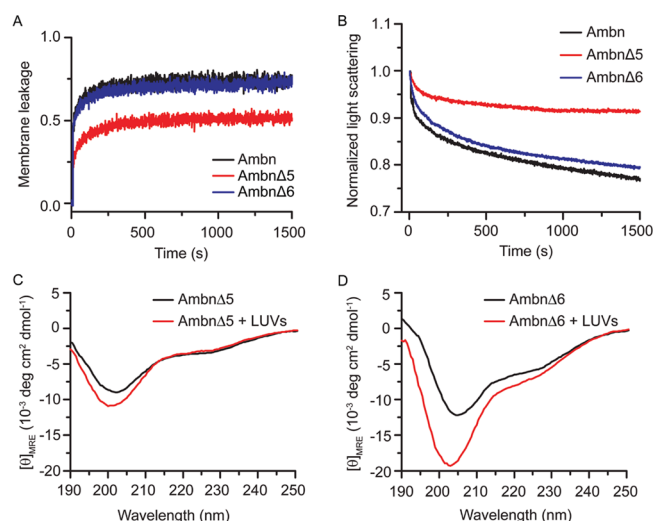 A
Membrane leakage
1.0
0.5
0.0
Ambn
AmbnΔ5
AmbnΔ6
0
500
1000
1500
Time (s)
B
Normalized light scattering
1.1
1.0
0.9
0.8
0.7
Ambn
AmbnΔ5
AmbnΔ6
0
500
1000
1500
Time (s)
C
[θ]MRE (10-3 deg cm2 dmol-1)
5
0
-5
-10
-15
-20
AmbnΔ5
AmbnΔ5 + LUVs
190 200 210 220 230 240 250
Wavelength (nm)
D
[θ]MRE (10-3 deg cm2 dmol-1)
5
0
-5
-10
-15
-20
AmbnΔ6
AmbnΔ6 + LUVs
190 200 210 220 230 240 250
Wavelength (nm)